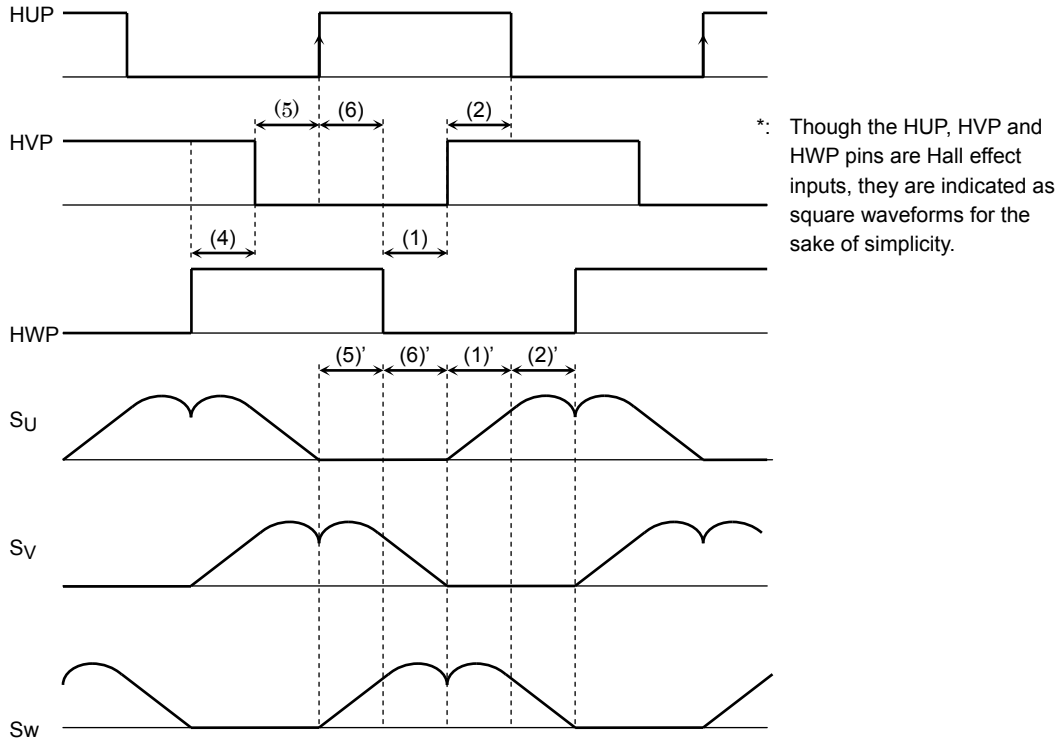 HUP
(5) (6) (2)
HVP
*: Though the HUP, HVP and
HWP pins are Hall effect
inputs, they are indicated as
square waveforms for the
sake of simplicity.
(4) (1)
HWP
(5)’ (6)’ (1)’ (2)’
SU
SV
Sw